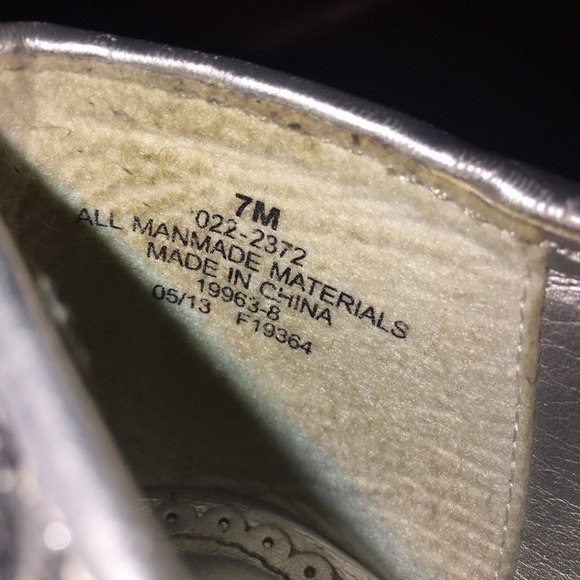 7M
022-2372
ALL MANMADE MATERIALS
MADE IN CHINA
19963-8
05/13 F19364